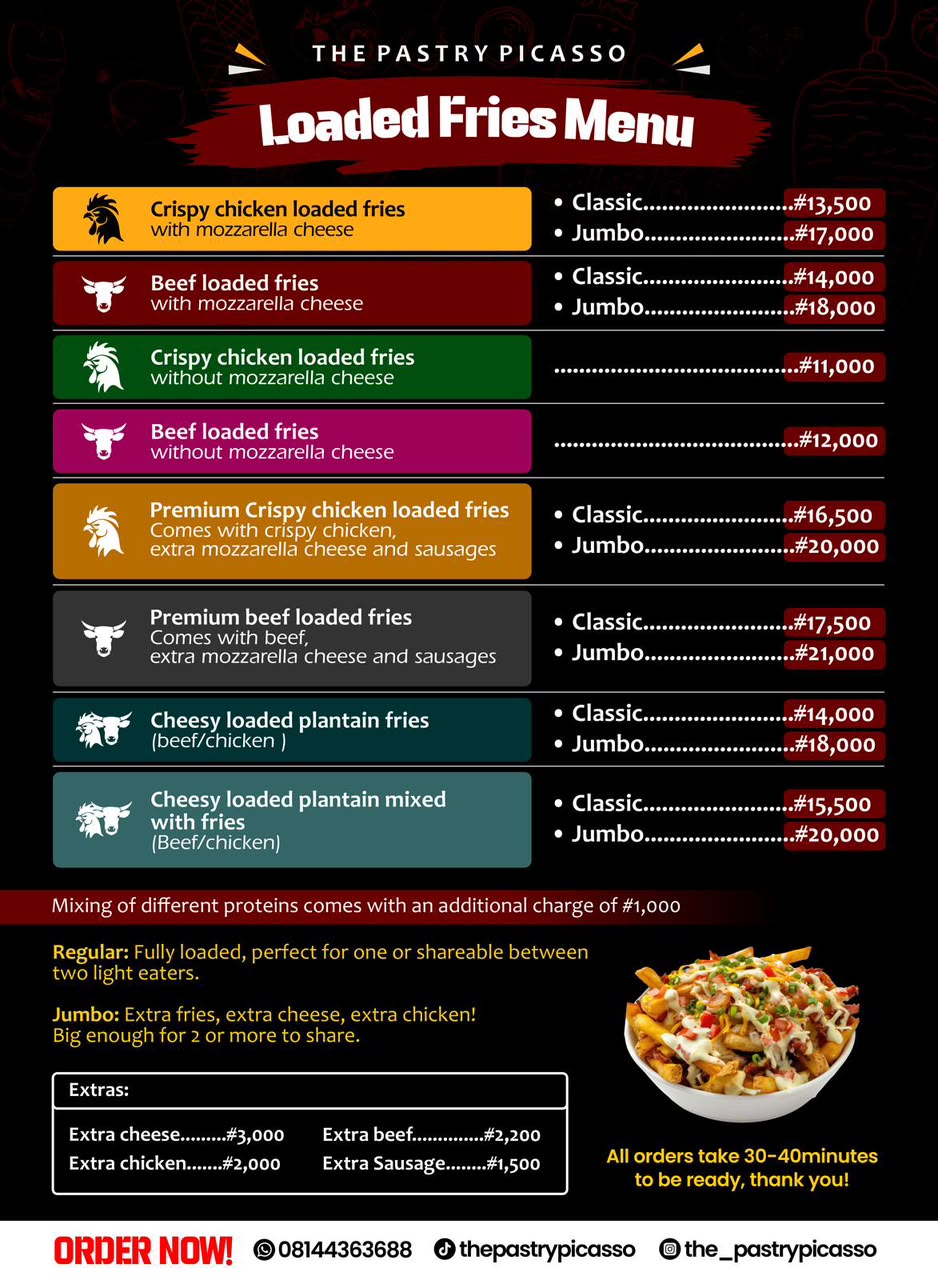 THE PASTRY PICASSO
Loaded Fries Menu
Crispy chicken loaded fries
with mozzarella cheese
• Classic........................#13,500
• Jumbo........................#17,000
Beef loaded fries
with mozzarella cheese
• Classic........................#14,000
• Jumbo........................#18,000
Crispy chicken loaded fries
without mozzarella cheese
.......................................#11,000
Beef loaded fries
without mozzarella cheese
.......................................#12,000
Premium Crispy chicken loaded fries
Comes with crispy chicken,
extra mozzarella cheese and sausages
• Classic........................#16,500
• Jumbo........................#20,000
Premium beef loaded fries
Comes with beef,
extra mozzarella cheese and sausages
• Classic........................#17,500
• Jumbo........................#21,000
Cheesy loaded plantain fries
(beef/chicken )
• Classic........................#14,000
• Jumbo........................#18,000
Cheesy loaded plantain mixed
with fries
(Beef/chicken)
• Classic........................#15,500
• Jumbo........................#20,000
Mixing of different proteins comes with an additional charge of #1,000
Regular: Fully loaded, perfect for one or shareable between
two light eaters.
Jumbo: Extra fries, extra cheese, extra chicken!
Big enough for 2 or more to share.
Extras:
Extra cheese.........#3,000
Extra beef..............#2,200
Extra chicken.......#2,000
Extra Sausage........#1,500
All orders take 30-40minutes
to be ready, thank you!
ORDER NOW! 08144363688 thepastrypicasso the_pastrypicasso